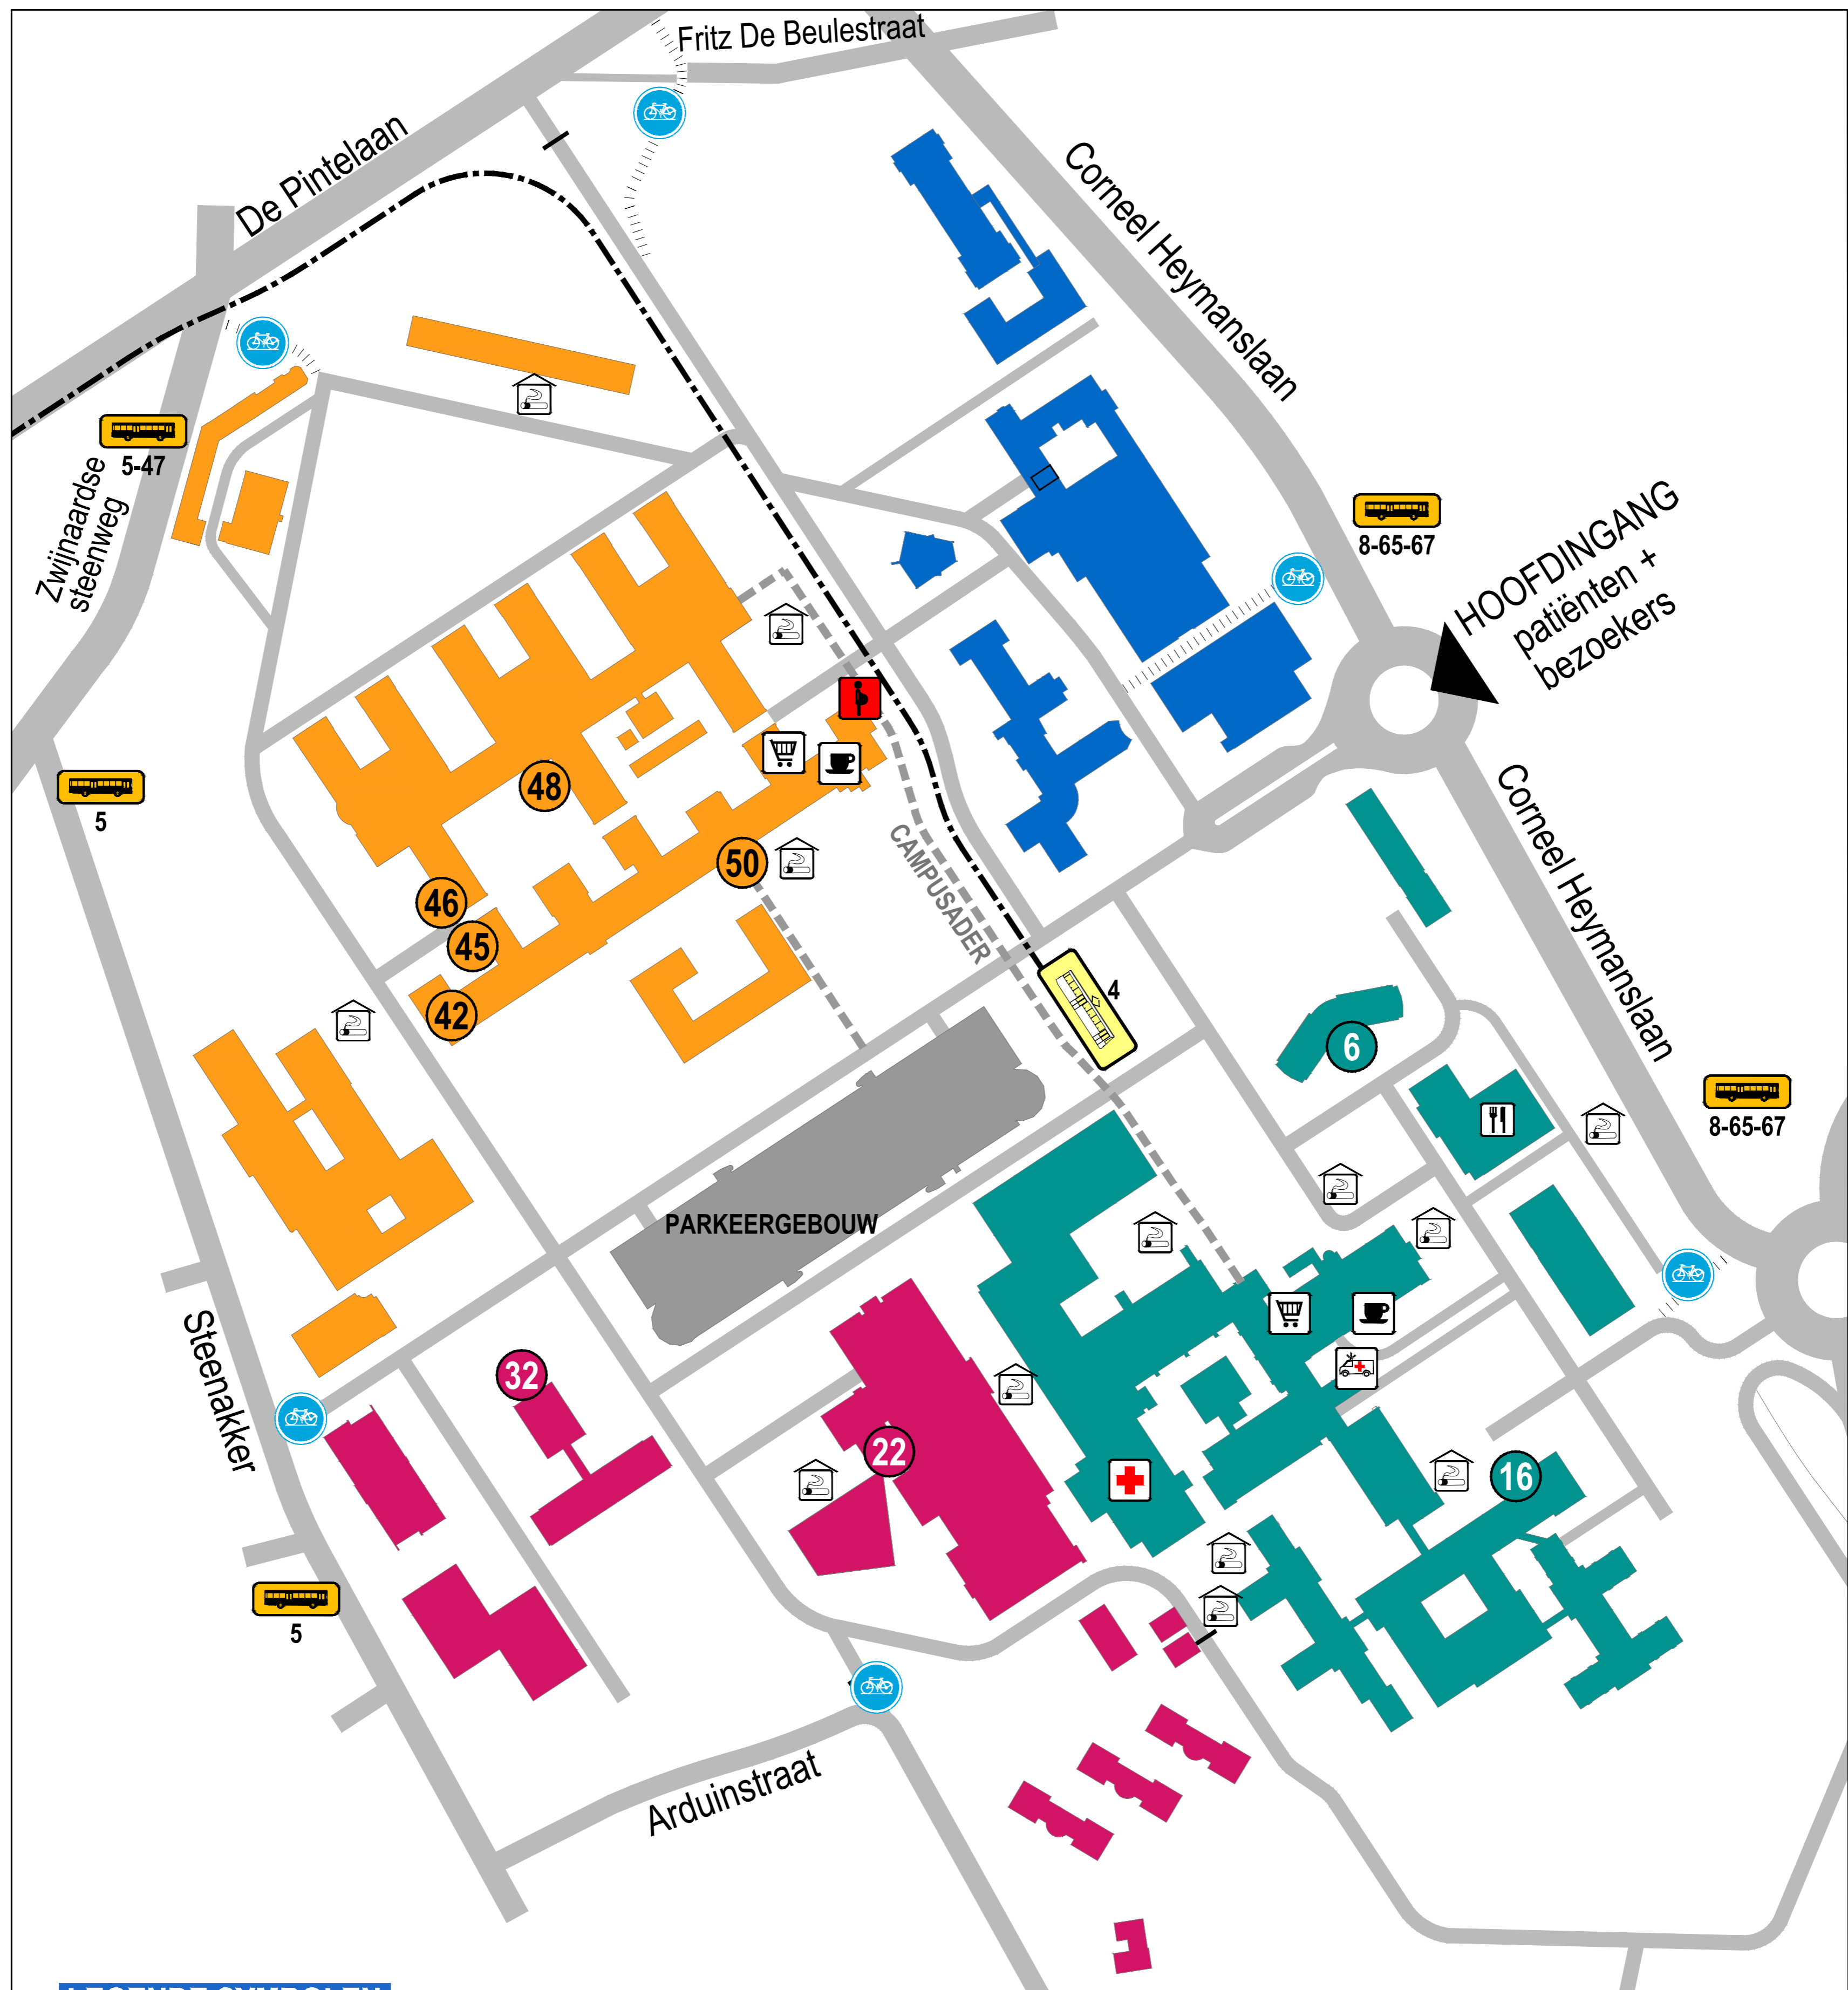 Fritz De Beulestraat
De Pintelaan
Corneel Heymanslaan
5-47
Zwijnaardse
steenweg
8-65-67
HOOFDINGANG
patiënten +
bezoekers
5
48
50
46
45
42
CAMPUSADER
4
Corneel Heymanslaan
6
8-65-67
PARKEERGEBOUW
Steenakker
32
22
16
5
Arduinstraat
LEGENDE SYMBOLEN